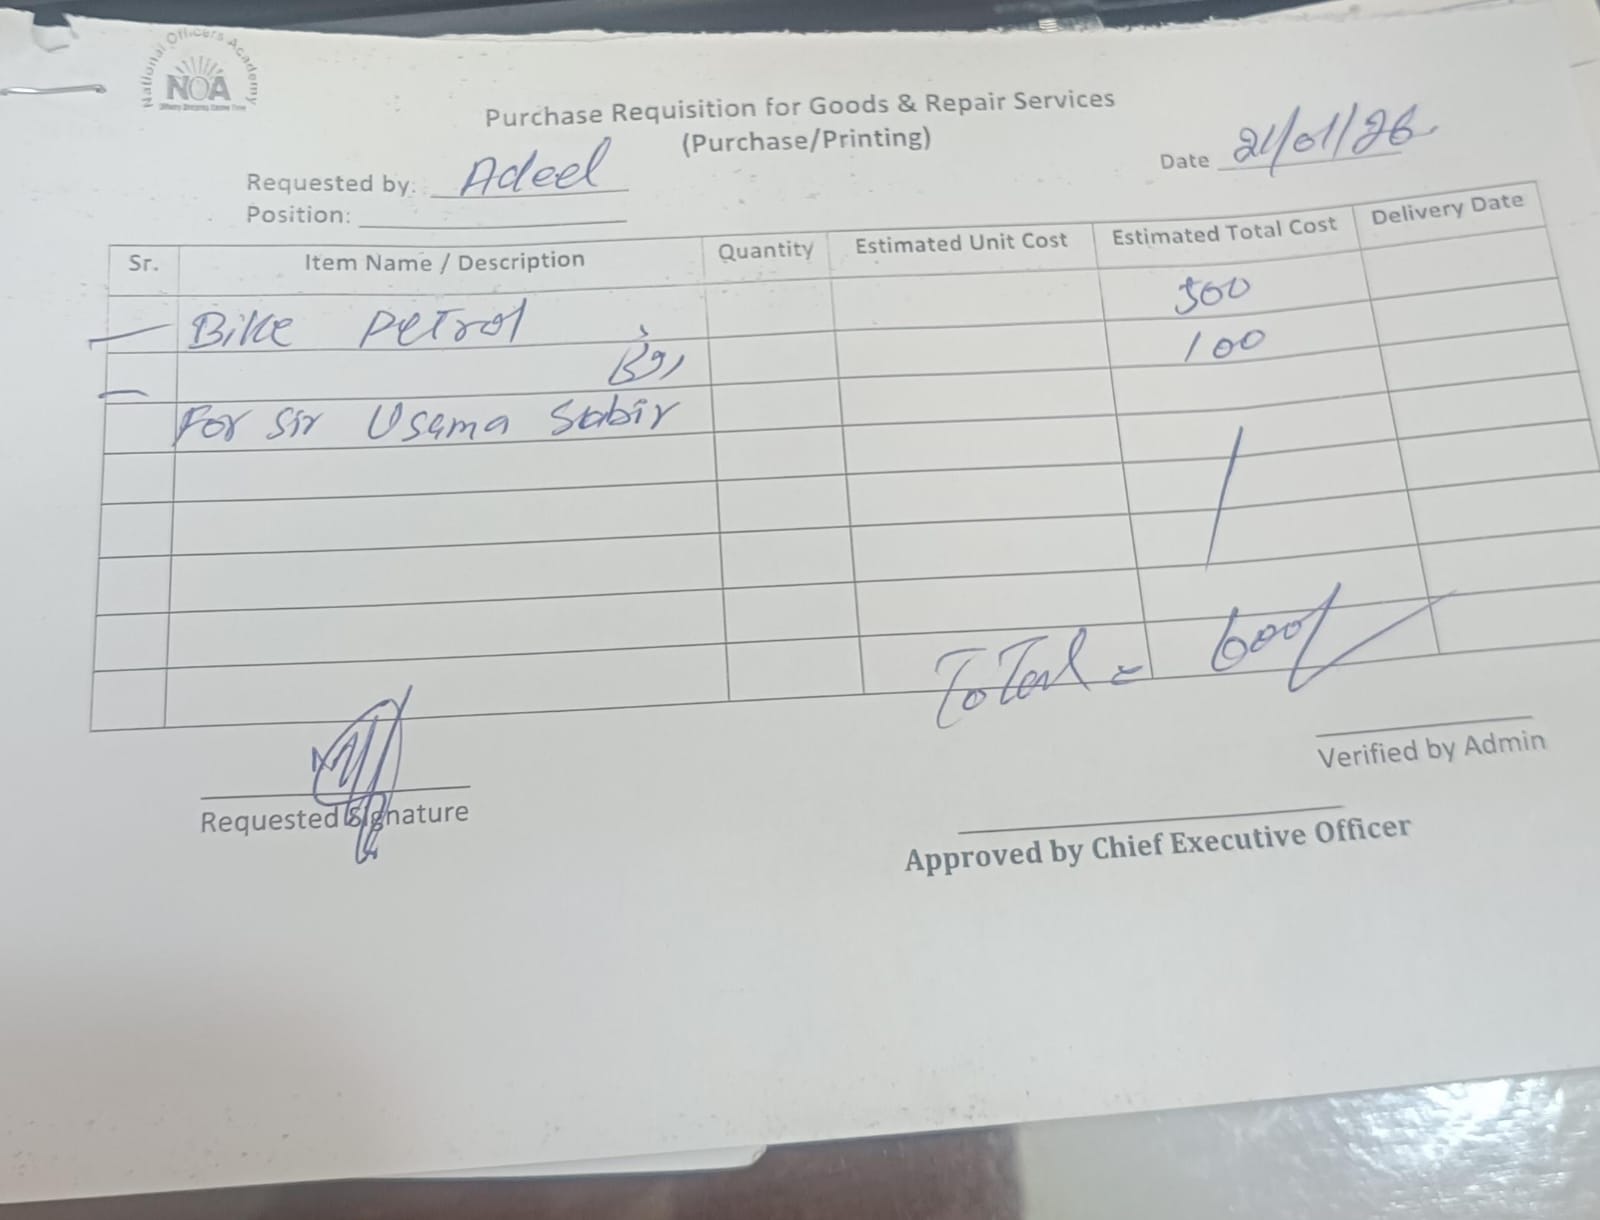 National Officers Academy
NOA
Purchase Requisition for Goods & Repair Services
(Purchase/Printing)
Requested by: Adeel
Date 21/01/26
Position:
Sr. Item Name / Description Quantity Estimated Unit Cost Estimated Total Cost Delivery Date
Bike Petrol 500
100
For Sir Usama Sabir
Total = 600/
Requested Signature
Verified by Admin
Approved by Chief Executive Officer